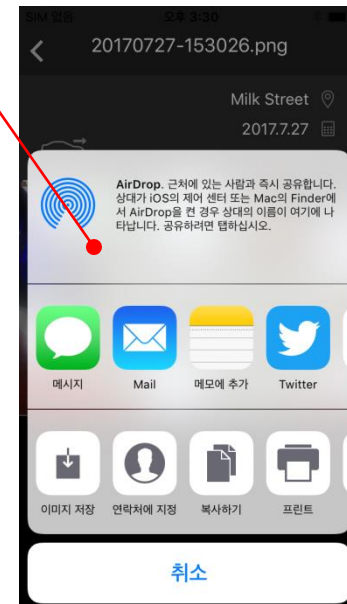 SIM 없음
오후 3:30
20170727-153026.png
Milk Street
2017.7.27
AirDrop. 근처에 있는 사람과 즉시 공유합니다.
상대가 iOS의 제어 센터 또는 Mac의 Finder에
서 AirDrop을 켠 경우 상대의 이름이 여기에 나
타납니다. 공유하려면 탭하십시오.
메시지
Mail
메모에 추가
Twitter
이미지 저장
연락처에 지정
복사하기
프린트
취소